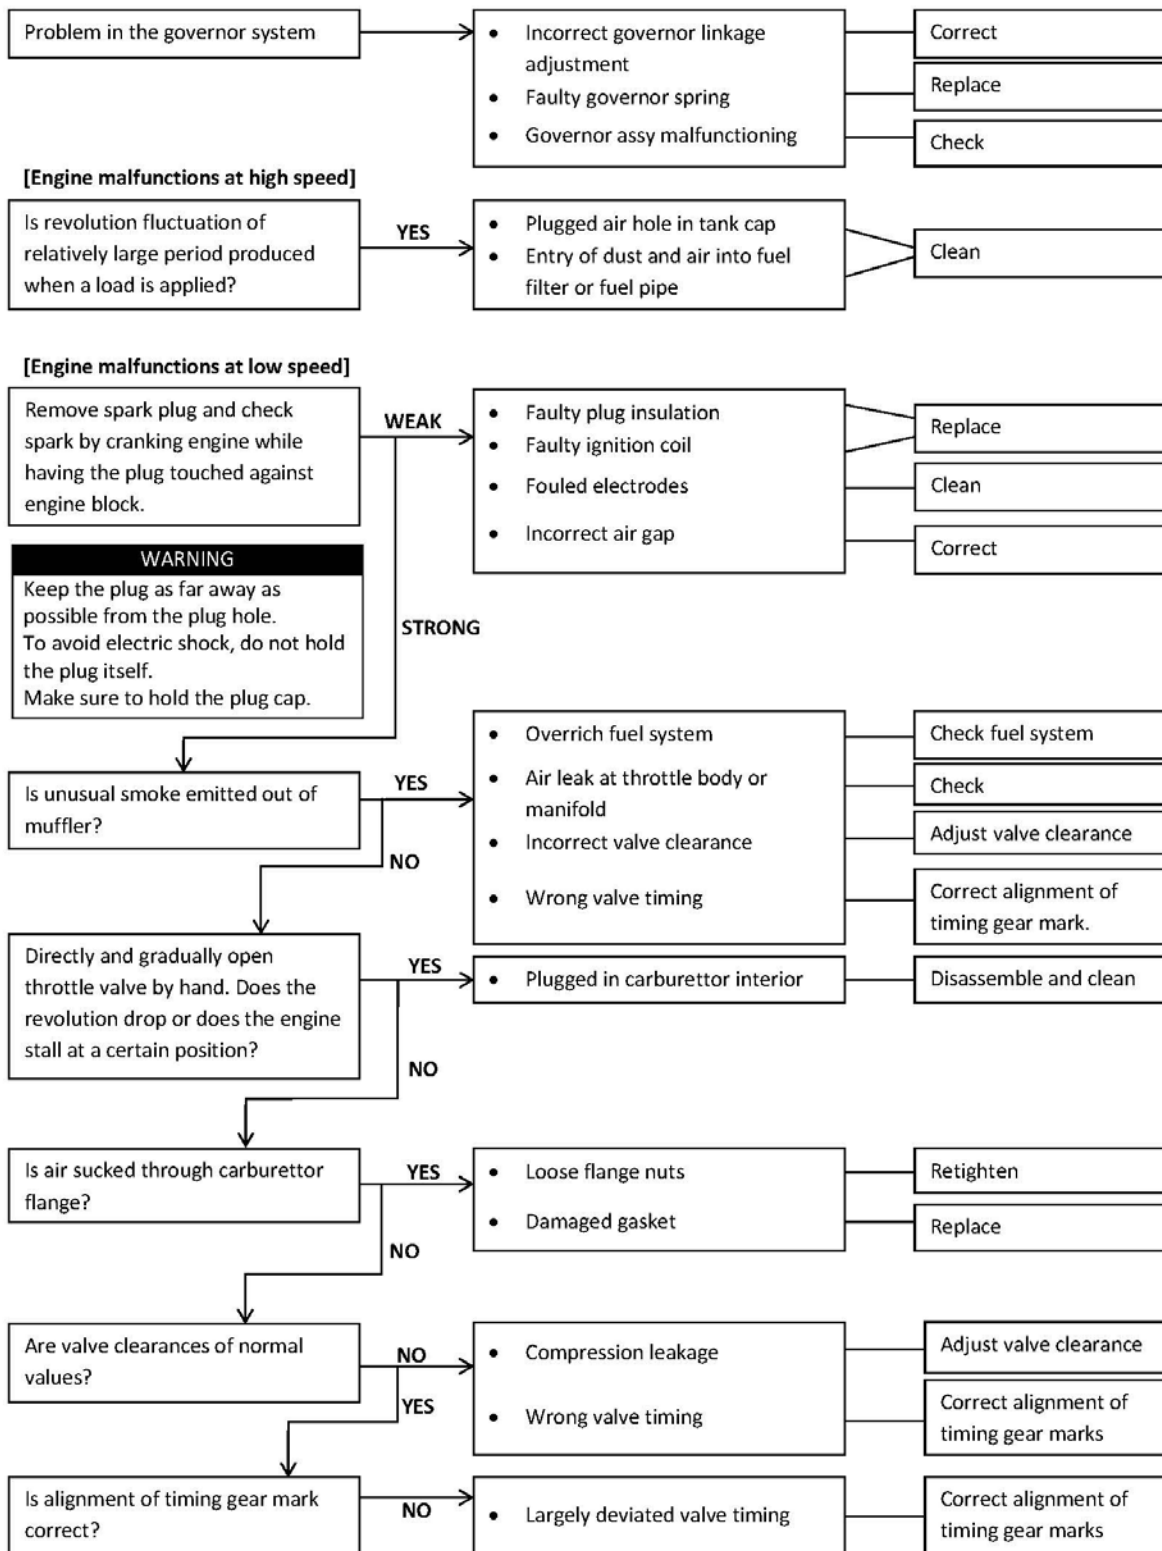 Problem in the governor system
• Incorrect governor linkage
adjustment
• Faulty governor spring
• Governor assy malfunctioning
Correct
Replace
Check
[Engine malfunctions at high speed]
Is revolution fluctuation of
relatively large period produced
when a load is applied?
YES
• Plugged air hole in tank cap
• Entry of dust and air into fuel
filter or fuel pipe
Clean
[Engine malfunctions at low speed]
Remove spark plug and check
spark by cranking engine while
having the plug touched against
engine block.
WEAK
• Faulty plug insulation
• Faulty ignition coil
• Fouled electrodes
• Incorrect air gap
Replace
Clean
Correct
WARNING
Keep the plug as far away as
possible from the plug hole.
To avoid electric shock, do not hold
the plug itself.
Make sure to hold the plug cap.
STRONG
Is unusual smoke emitted out of
muffler?
YES
• Overrich fuel system
• Air leak at throttle body or
manifold
• Incorrect valve clearance
• Wrong valve timing
Check fuel system
Check
Adjust valve clearance
Correct alignment of
timing gear mark.
NO
Directly and gradually open
throttle valve by hand. Does the
revolution drop or does the engine
stall at a certain position?
YES
• Plugged in carburettor interior
Disassemble and clean
NO
Is air sucked through carburettor
flange?
YES
• Loose flange nuts
• Damaged gasket
Retighten
Replace
NO
Are valve clearances of normal
values?
NO
• Compression leakage
• Wrong valve timing
Adjust valve clearance
Correct alignment of
timing gear marks
YES
Is alignment of timing gear mark
correct?
NO
• Largely deviated valve timing
Correct alignment of
timing gear marks